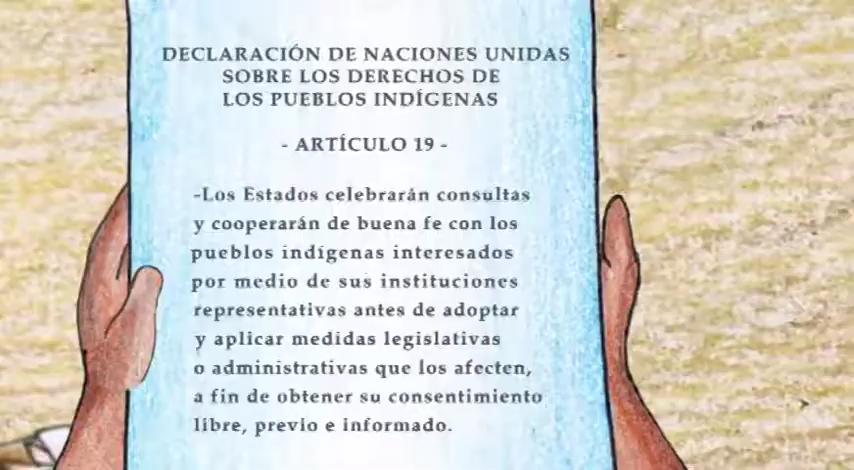 DECLARACIÓN DE NACIONES UNIDAS
SOBRE LOS DERECHOS DE
LOS PUEBLOS INDÍGENAS
- ARTÍCULO 19 -
-Los Estados celebrarán consultas
y cooperarán de buena fe con los
pueblos indígenas interesados
por medio de sus instituciones
representativas antes de adoptar
y aplicar medidas legislativas
o administrativas que los afecten,
a fin de obtener su consentimiento
libre, previo e informado.